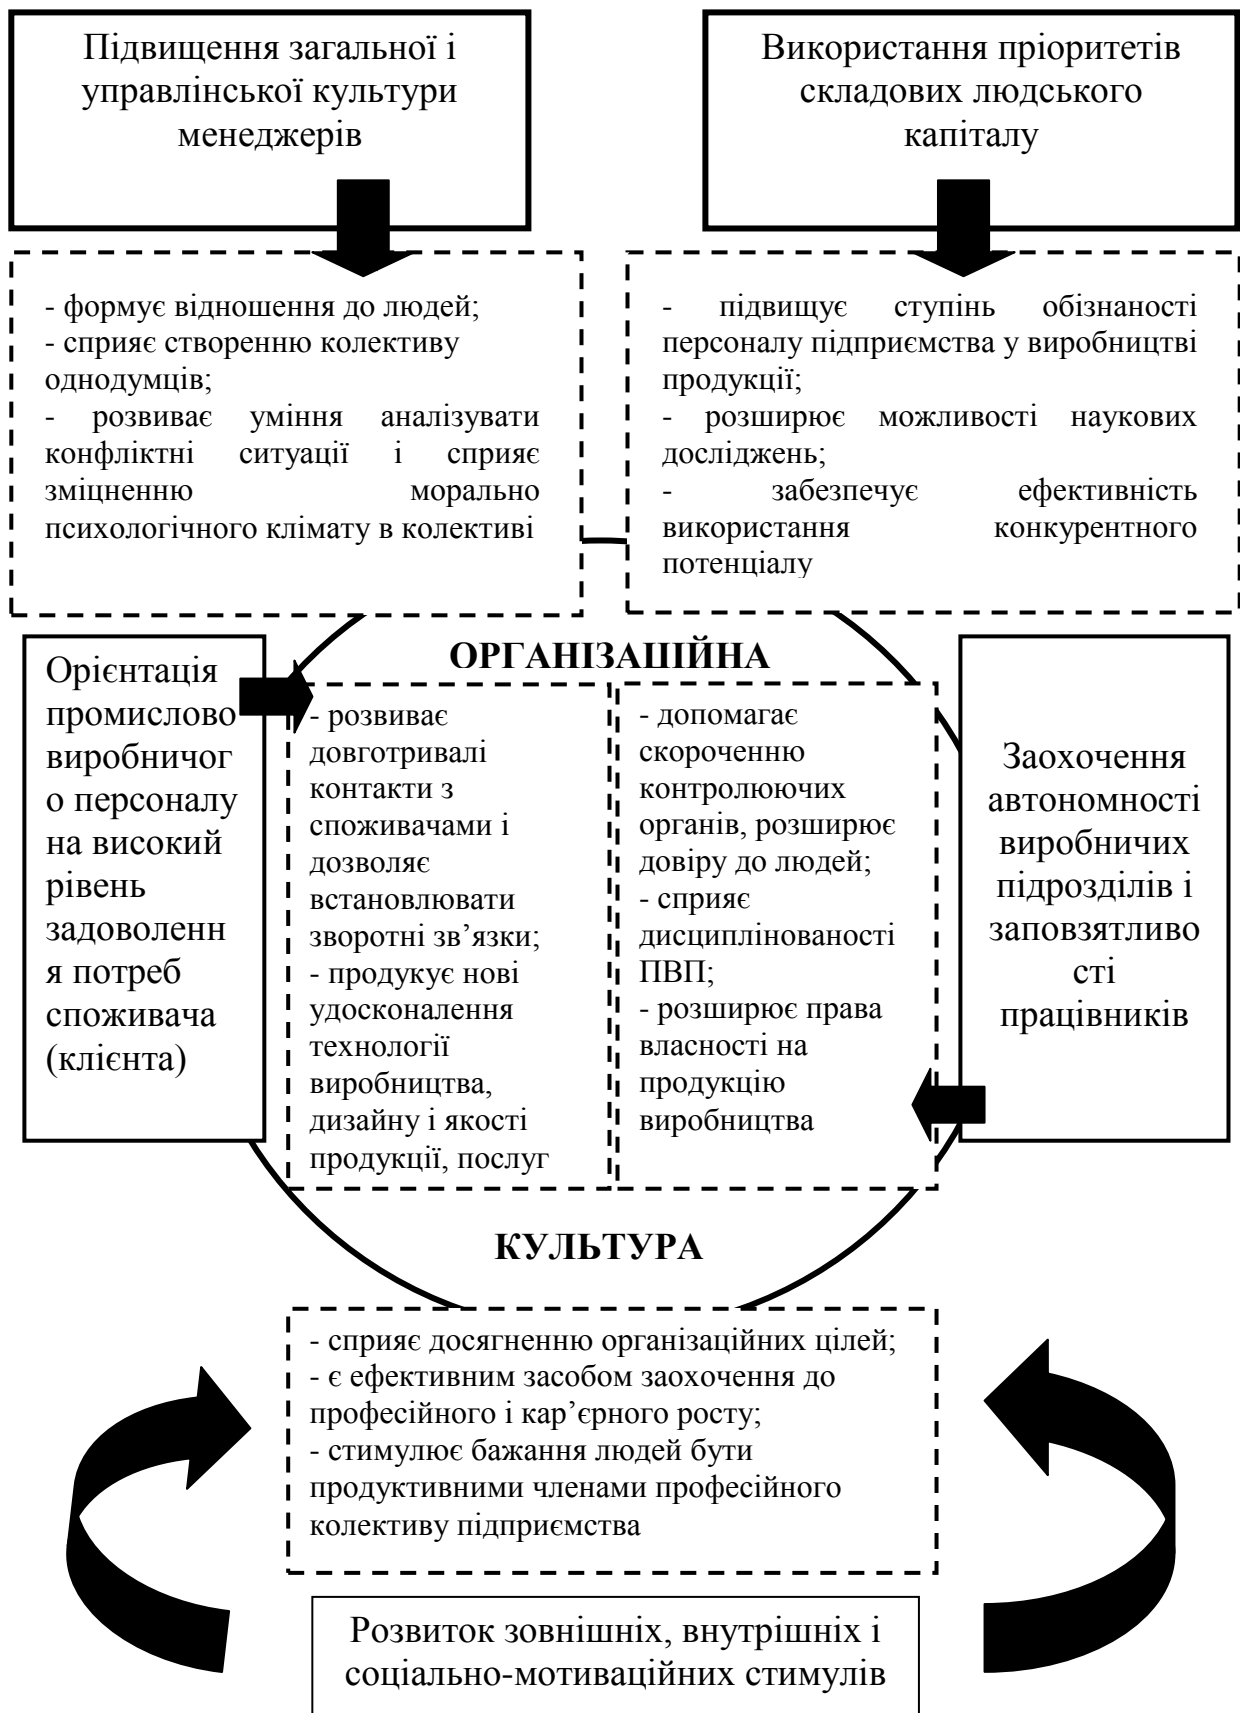 Підвищення загальної і
управлінської культури
менеджерів
Використання пріоритетів
складових людського
капіталу
- формує відношення до людей;
- сприяє створенню колективу
однодумців;
- розвиває уміння аналізувати
конфліктні ситуації і сприяє
зміцненню морально
психологічного клімату в колективі
- підвищує ступінь обізнаності
персоналу підприємства у виробництві
продукції;
- розширює можливості наукових
досліджень;
- забезпечує ефективність
використання конкурентного
потенціалу
ОРГАНІЗАЦІЙНА
Орієнтація
промислово
виробничог
о персоналу
на високий
рівень
задоволенн
я потреб
споживача
(клієнта)
- розвиває
довготривалі
контакти з
споживачами і
дозволяє
встановлювати
зворотні зв’язки;
- продукує нові
удосконалення
технології
виробництва,
дизайну і якості
продукції, послуг
- допомагає
скороченню
контролюючих
органів, розширює
довіру до людей;
- сприяє
дисциплінованості
ПВП;
- розширює права
власності на
продукцію
виробництва
Заохочення
автономності
виробничих
підрозділів і
заповзятливо
сті
працівників
КУЛЬТУРА
- сприяє досягненню організаційних цілей;
- є ефективним засобом заохочення до
професійного і кар’єрного росту;
- стимулює бажання людей бути
продуктивними членами професійного
колективу підприємства
Розвиток зовнішніх, внутрішніх і
соціально-мотиваційних стимулів